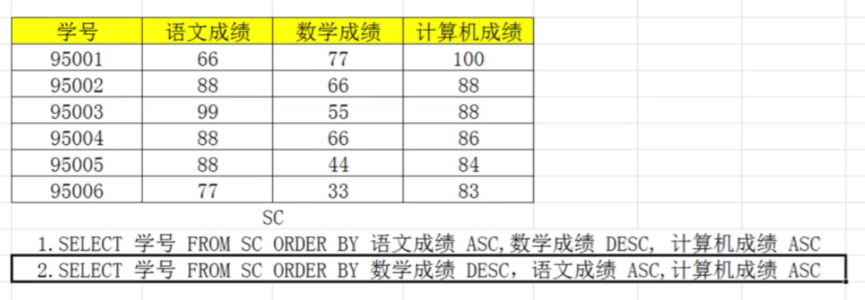 学号 语文成绩 数学成绩 计算机成绩
95001 66 77 100
95002 88 66 88
95003 99 55 88
95004 88 66 86
95005 88 44 84
95006 77 33 83
SC
1.SELECT 学号 FROM SC ORDER BY 语文成绩 ASC,数学成绩 DESC, 计算机成绩 ASC
2.SELECT 学号 FROM SC ORDER BY 数学成绩 DESC，语文成绩 ASC,计算机成绩 ASC